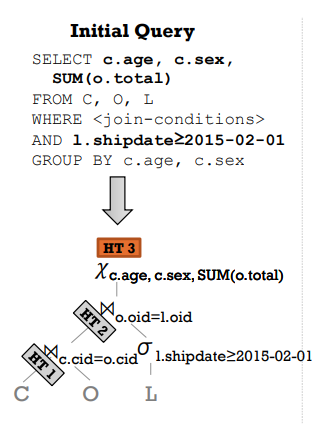 Initial Query
SELECT c.age, c.sex,
SUM(o.total)
FROM C, O, L
WHERE <join-conditions>
AND l.shipdate≥2015-02-01
GROUP BY c.age, c.sex
HT 3
χ c.age, c.sex, SUM(o.total)
HT 2 ⋈ o.oid=l.oid
HT 1 ⋈ c.cid=o.cid σ l.shipdate≥2015-02-01
C O L